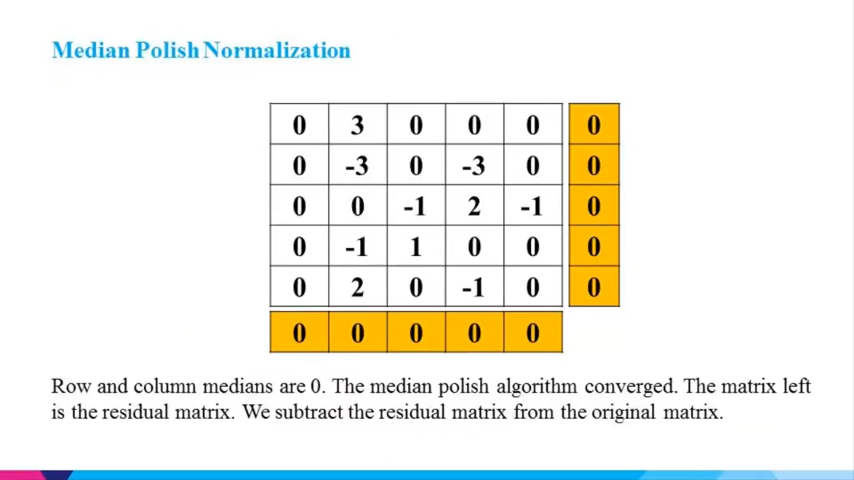 Median Polish Normalization
0 3 0 0 0 0
0 -3 0 -3 0 0
0 0 -1 2 -1 0
0 -1 1 0 0 0
0 2 0 -1 0 0
0 0 0 0 0
Row and column medians are 0. The median polish algorithm converged. The matrix left
is the residual matrix. We subtract the residual matrix from the original matrix.